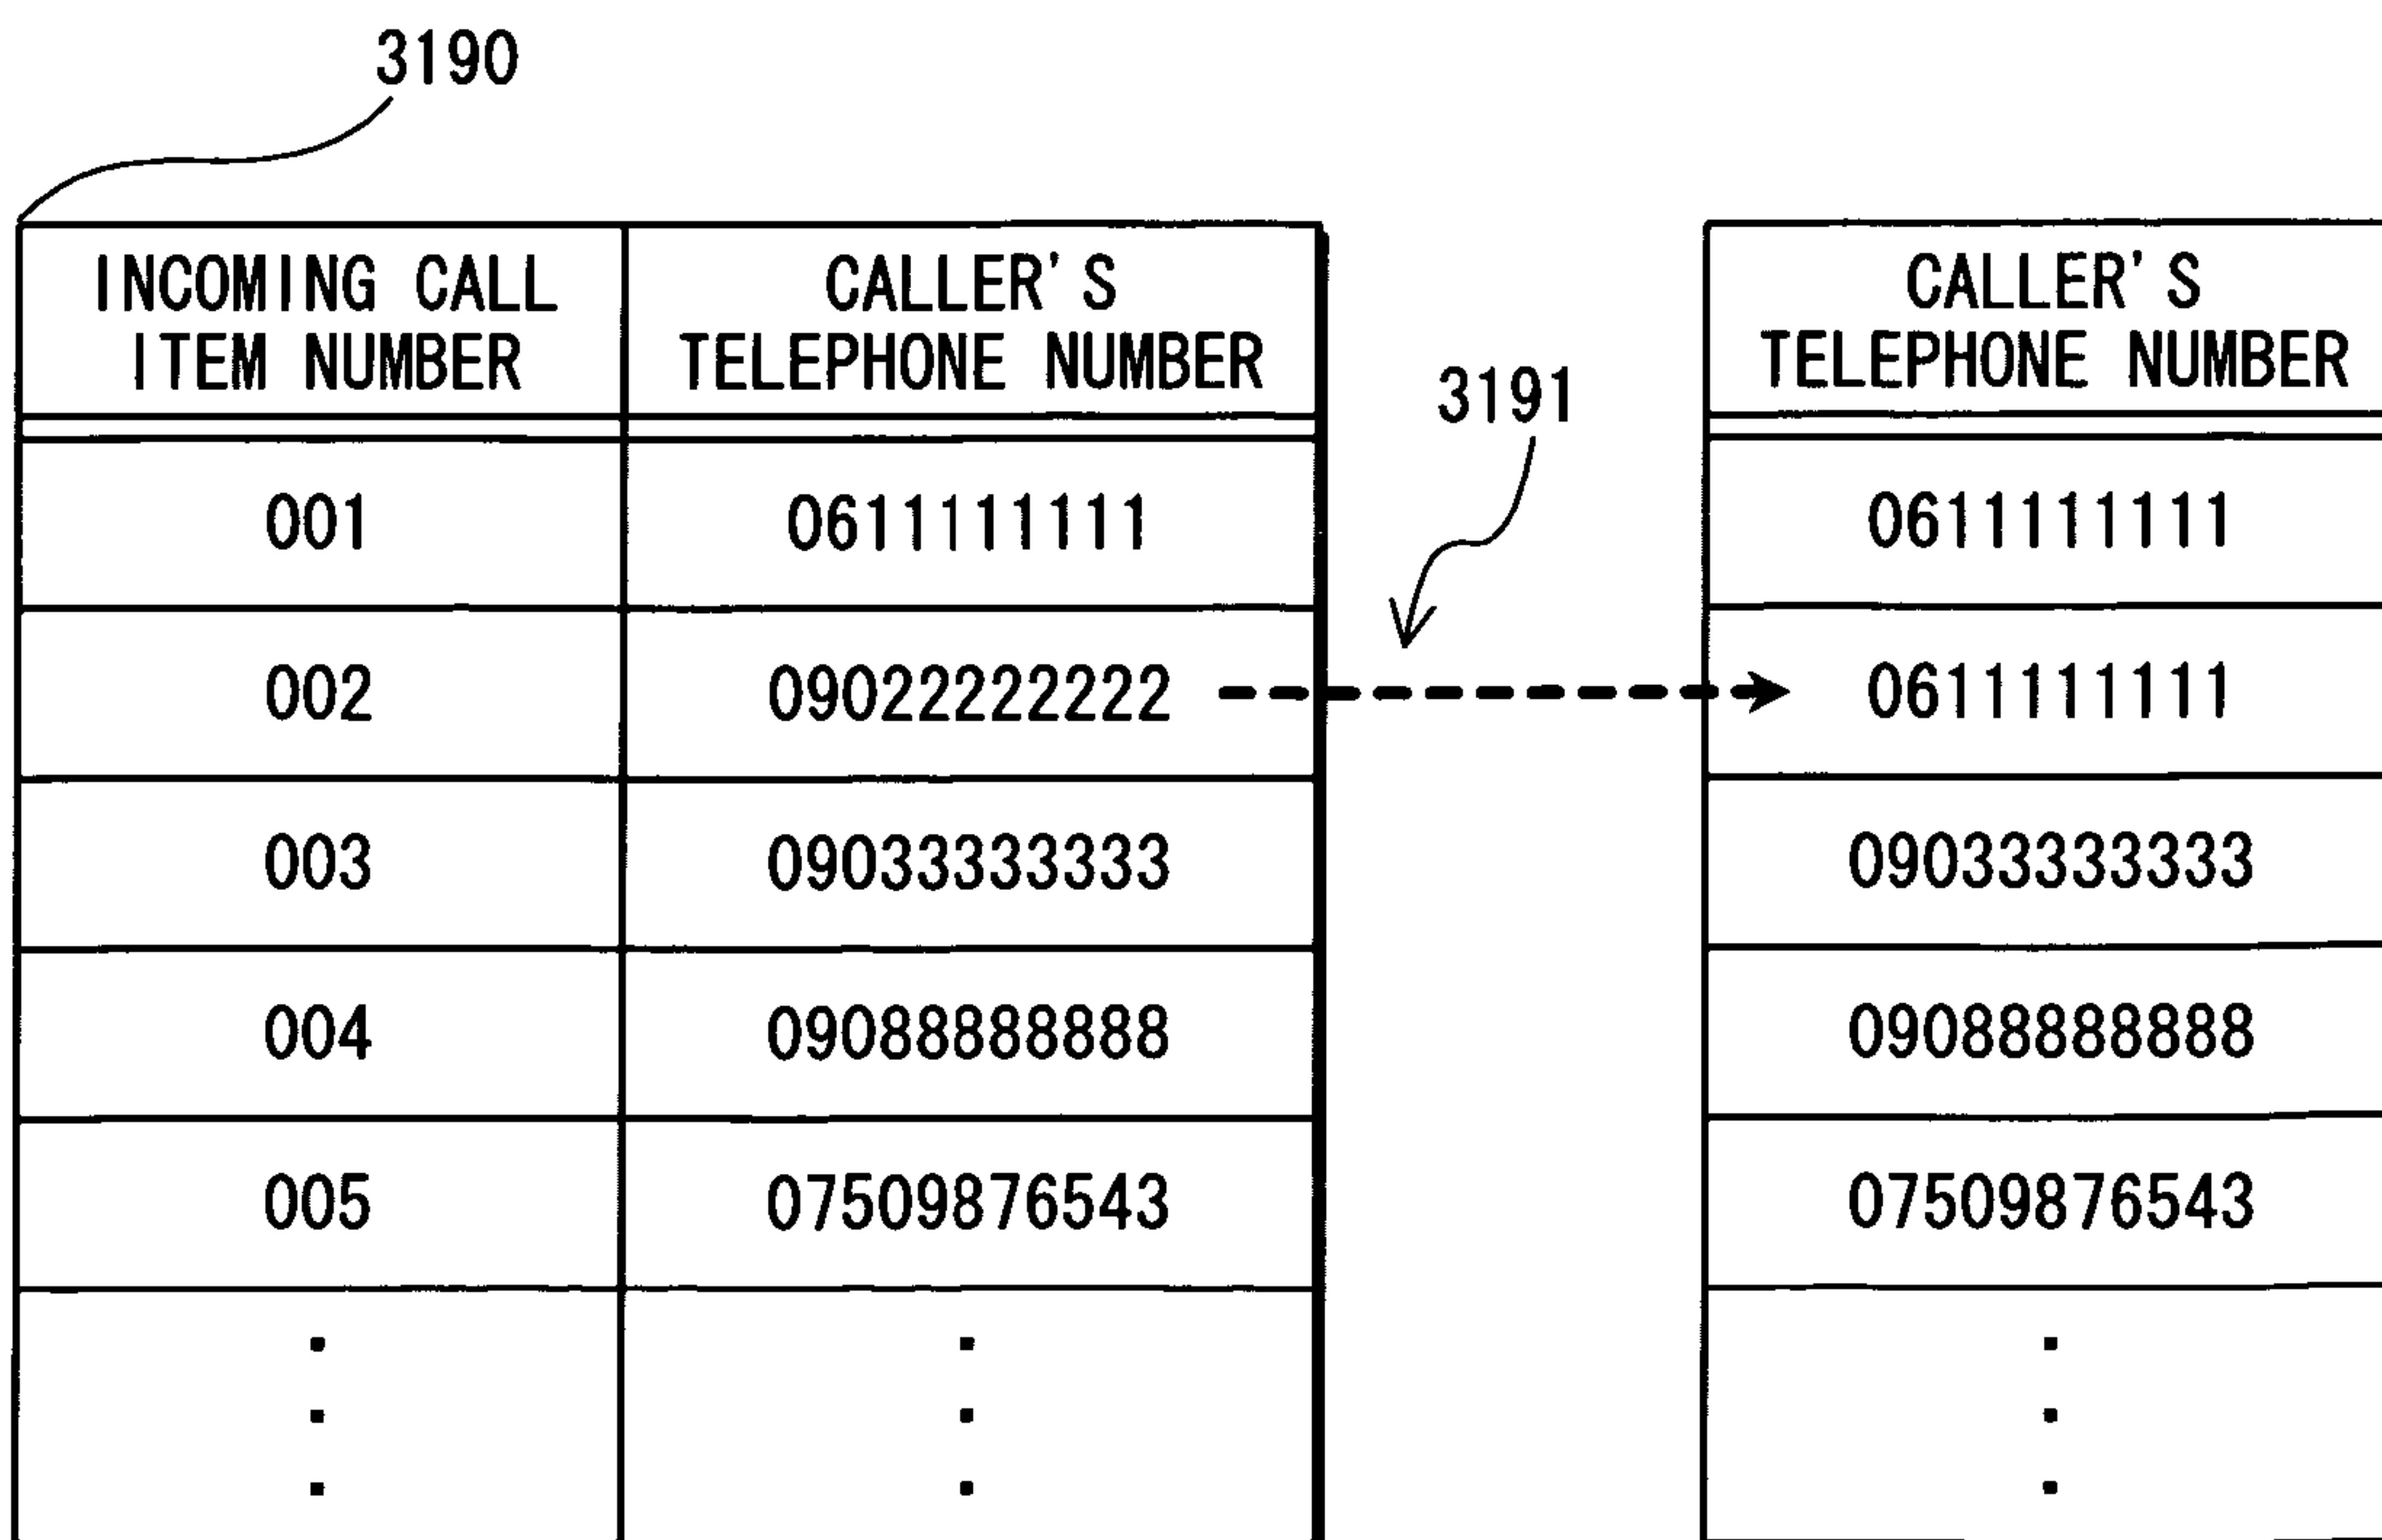 3190
INCOMING CALL
ITEM NUMBER
CALLER'S
TELEPHONE NUMBER
CALLER'S
TELEPHONE NUMBER
3191
001
0611111111
0611111111
002
09022222222
0611111111
003
09033333333
09033333333
004
09088888888
09088888888
005
07509876543
07509876543